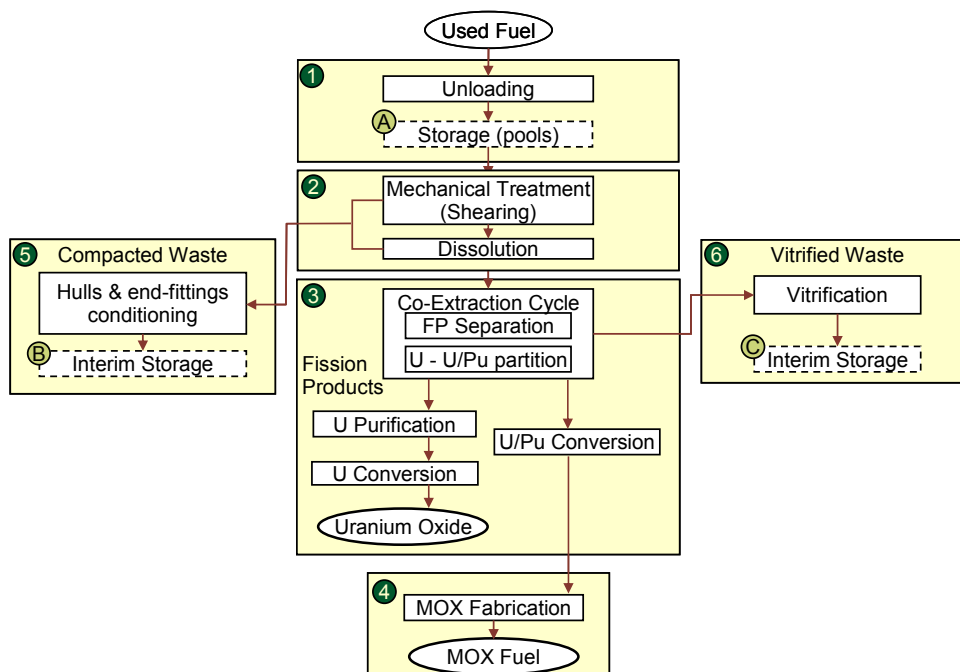 Used Fuel
1
Unloading
A
Storage (pools)
2
Mechanical Treatment
(Shearing)
Dissolution
5
Compacted Waste
Hulls & end-fittings
conditioning
B
Interim Storage
6
Vitrified Waste
Vitrification
C
Interim Storage
3
Co-Extraction Cycle
FP Separation
U - U/Pu partition
Fission
Products
U Purification
U/Pu Conversion
U Conversion
Uranium Oxide
4
MOX Fabrication
MOX Fuel